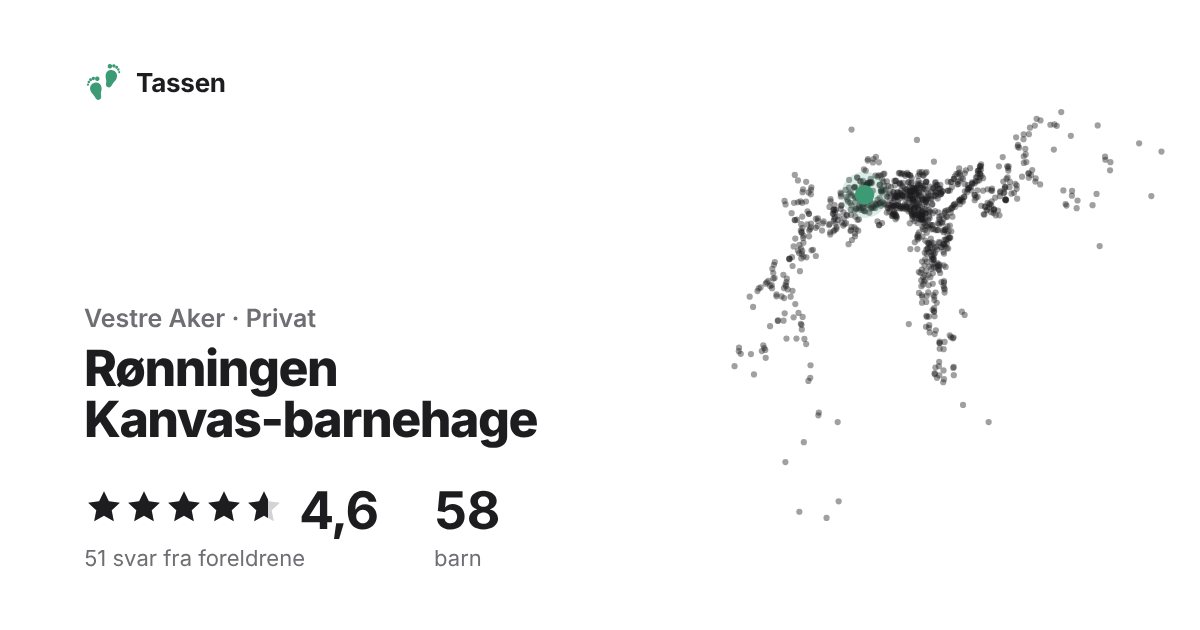 Tassen
Vestre Aker · Privat
Rønningen
Kanvas-barnehage
4,6
58
51 svar fra foreldrene
barn